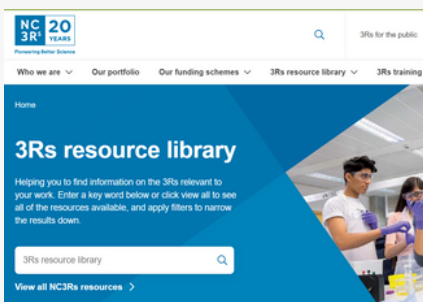 NC
3Rs
20
YEARS
Pioneering Better Science
3Rs for the public
Who we are
Our portfolio
Our funding schemes
3Rs resource library
3Rs training
Home
3Rs resource library
Helping you to find information on the 3Rs relevant to
your work. Enter a key word below or click view all to see
all of the resources available, and apply filters to narrow
the results down.
3Rs resource library
View all NC3Rs resources